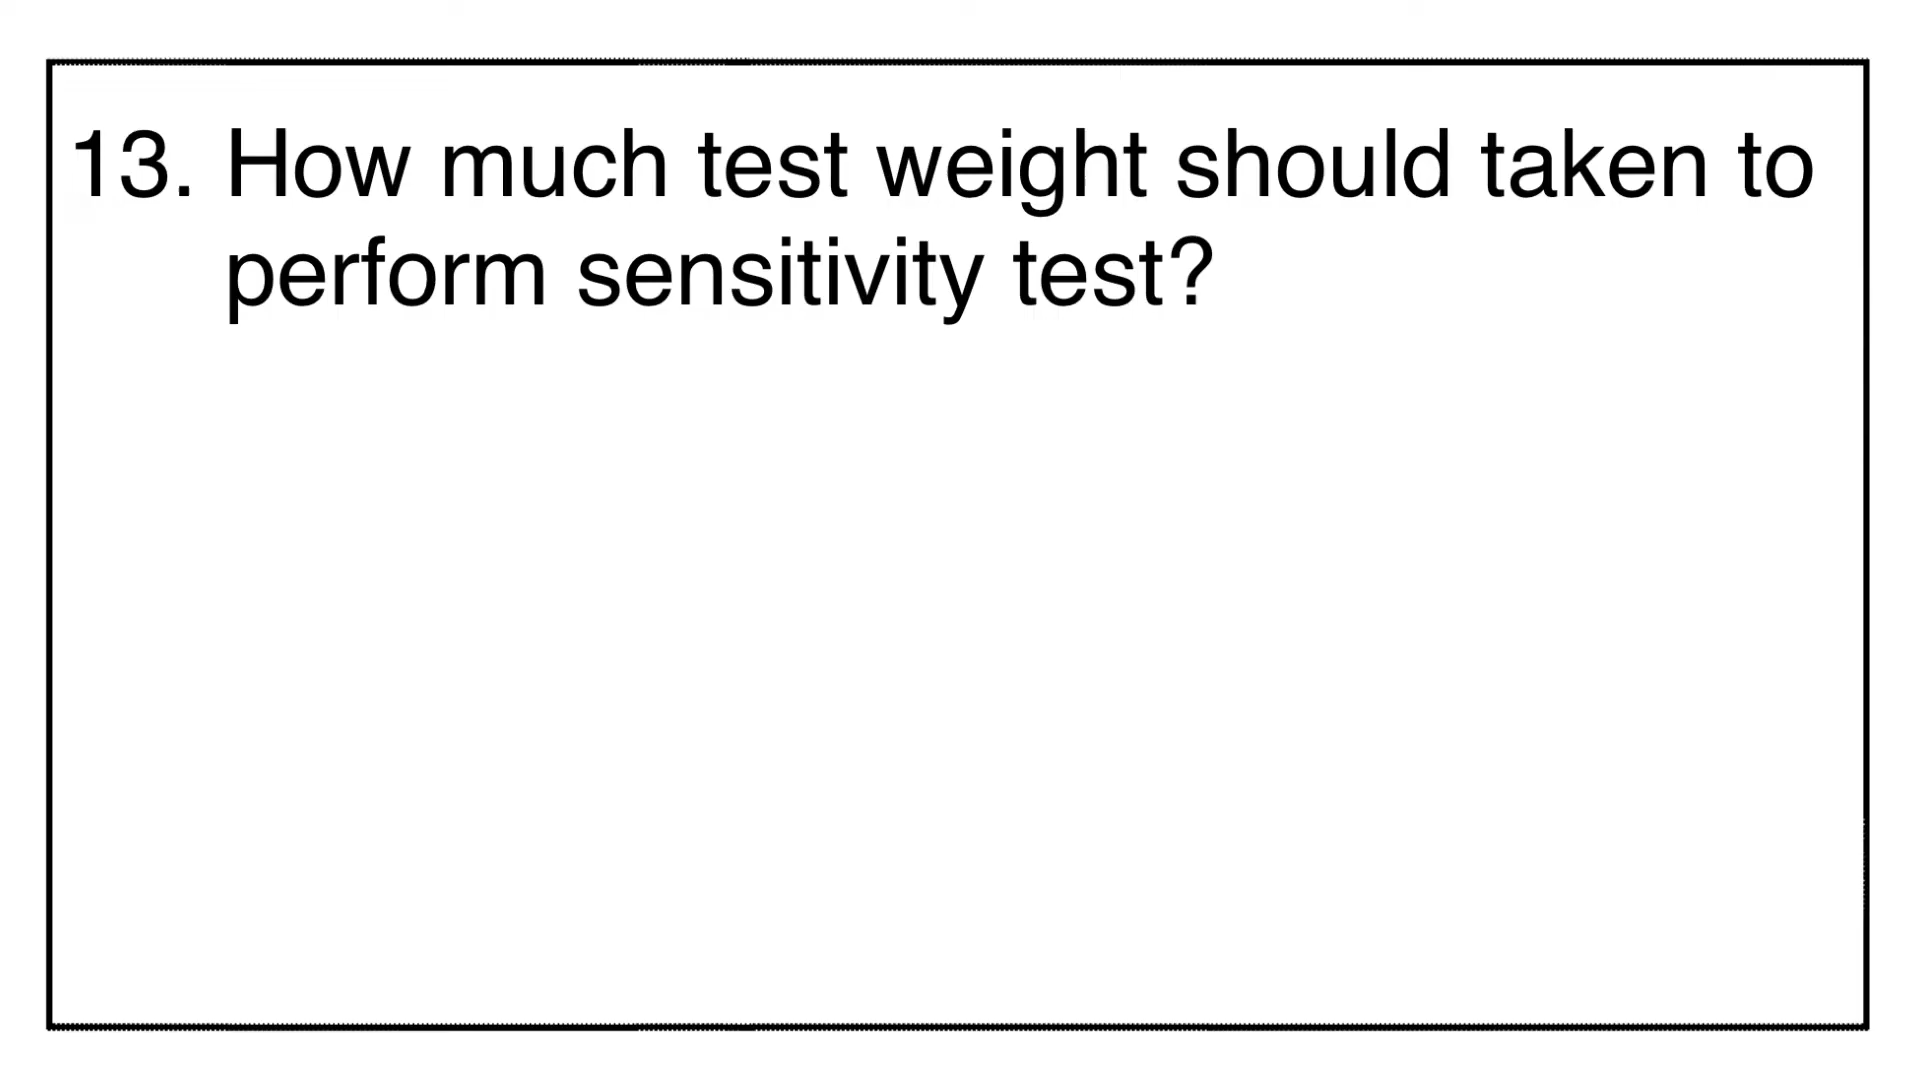 13. How much test weight should taken to
perform sensitivity test?